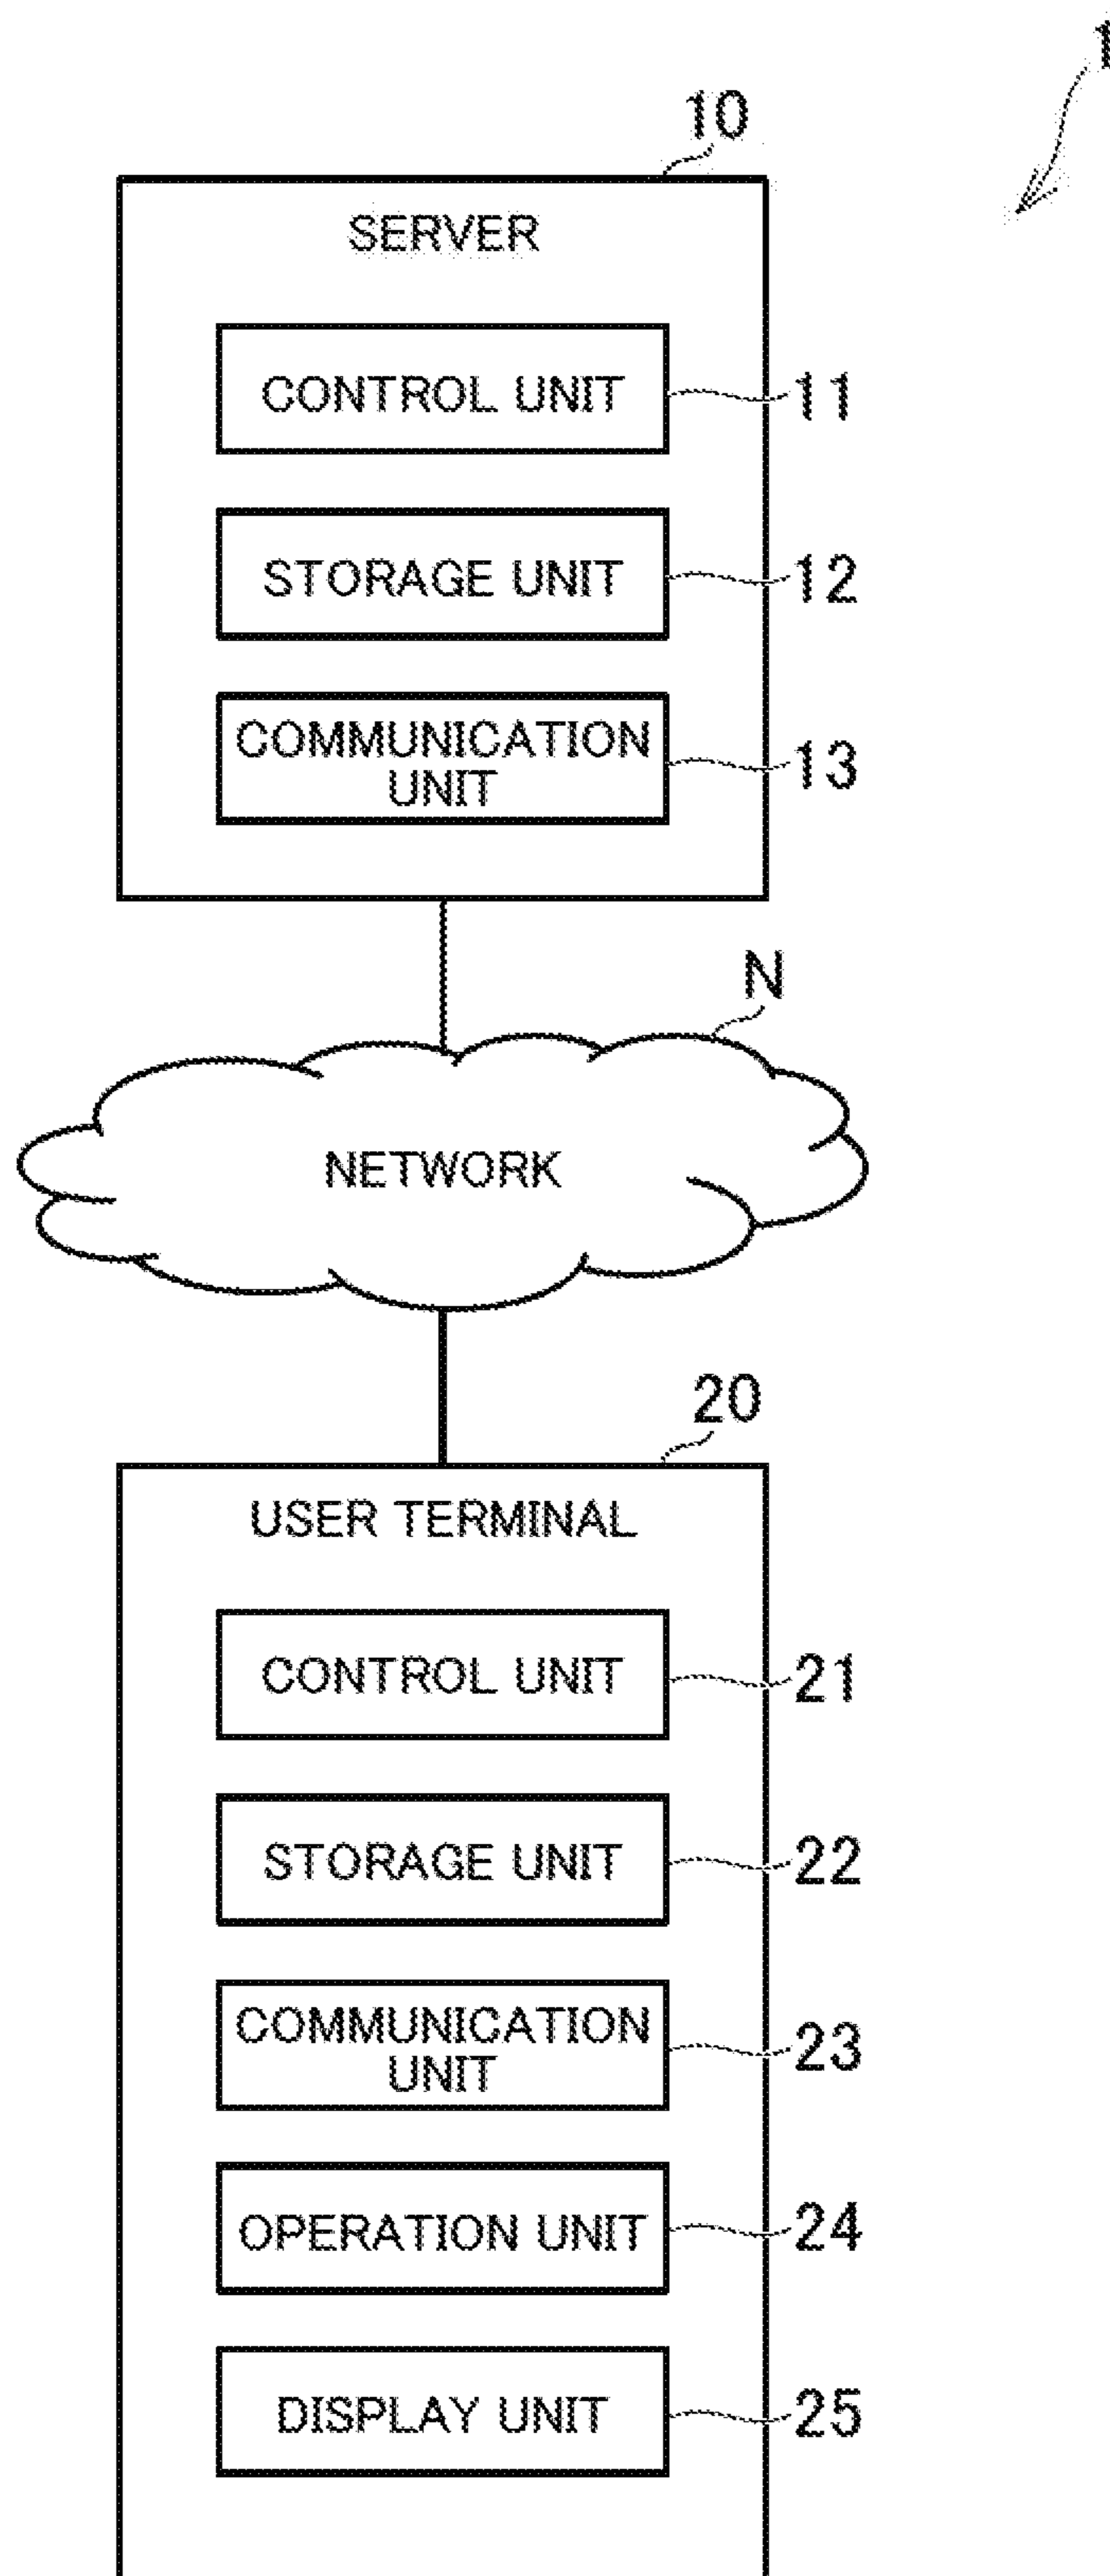 1
10
SERVER
CONTROL UNIT
11
STORAGE UNIT
12
COMMUNICATION
UNIT
13
N
NETWORK
20
USER TERMINAL
CONTROL UNIT
21
STORAGE UNIT
22
COMMUNICATION
UNIT
23
OPERATION UNIT
24
DISPLAY UNIT
25